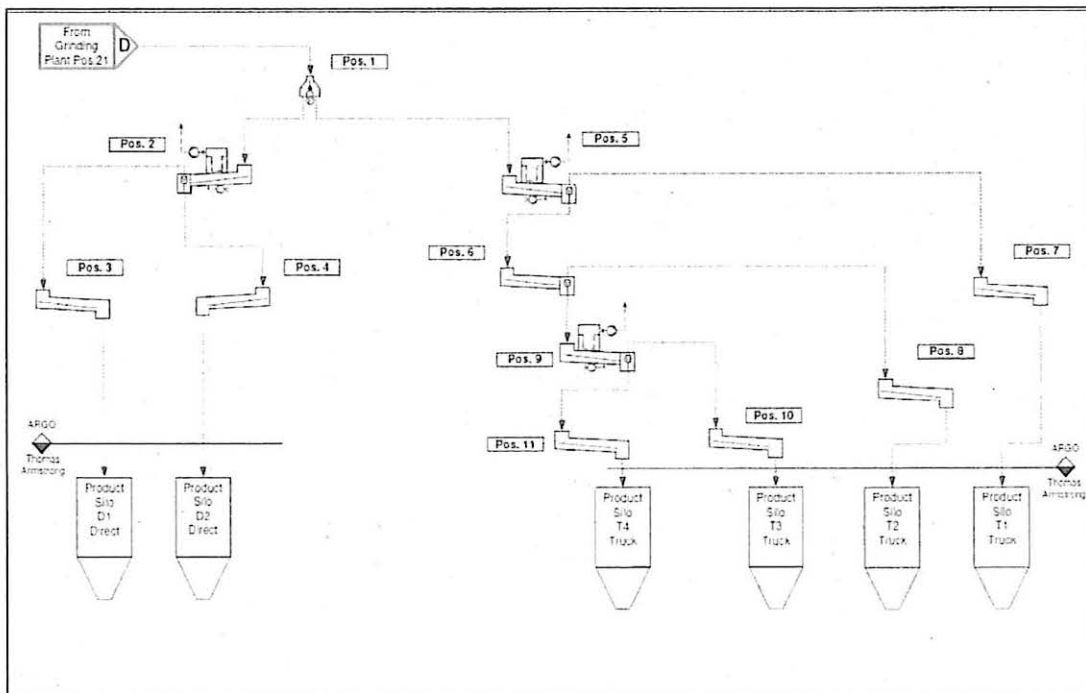 From
Grinding
Plant Pos.21
D
Pos. 1
Pos. 2
Pos. 5
Pos. 3
Pos. 4
Pos. 6
Pos. 7
Pos. 9
Pos. 8
Pos. 10
Pos. 11
ARGO
Thomas
Armstrong
ARGO
Thomas
Armstrong
Product
Silo
D1
Direct
Product
Silo
D2
Direct
Product
Silo
T4
Truck
Product
Silo
T3
Truck
Product
Silo
T2
Truck
Product
Silo
T1
Truck